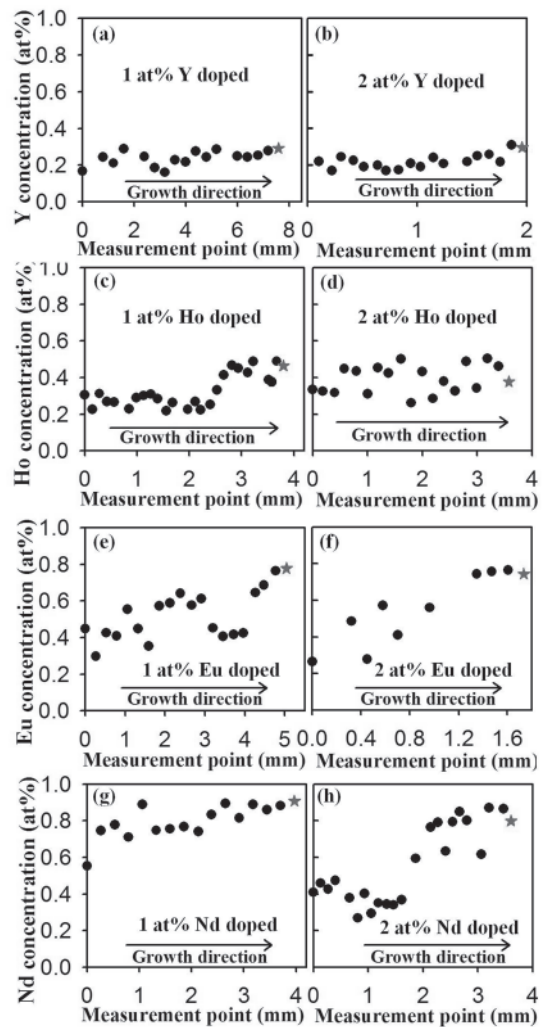 (a)
1 at% Y doped
(b)
2 at% Y doped
Y concentration (at%)
1.0
0.8
0.6
0.4
0.2
0.0
Growth direction
Growth direction
0 2 4 6 8
0 1 2
Measurement point (mm)
Measurement point (mm
(c)
1 at% Ho doped
(d)
2 at% Ho doped
Ho concentration (at%)
1.0
0.8
0.6
0.4
0.2
0.0
Growth direction
Growth direction
0 1 2 3 4
0 1 2 3 4
Measurement point (mm)
Measurement point (mm)
(e)
(f)
Eu concentration (at%)
1.0
0.8
0.6
0.4
0.2
0.0
1 at% Eu doped
2 at% Eu doped
Growth direction
Growth direction
0 1 2 3 4 5
0.0 0.4 0.8 1.2 1.6
Measurement point (mm)
Measurement point (mm)
(g)
(h)
Nd concentration (at%)
1.0
0.8
0.6
0.4
0.2
0.0
1 at% Nd doped
2 at% Nd doped
Growth direction
Growth direction
0 1 2 3 4
0 1 2 3 4
Measurement point (mm)
Measurement point (mm)